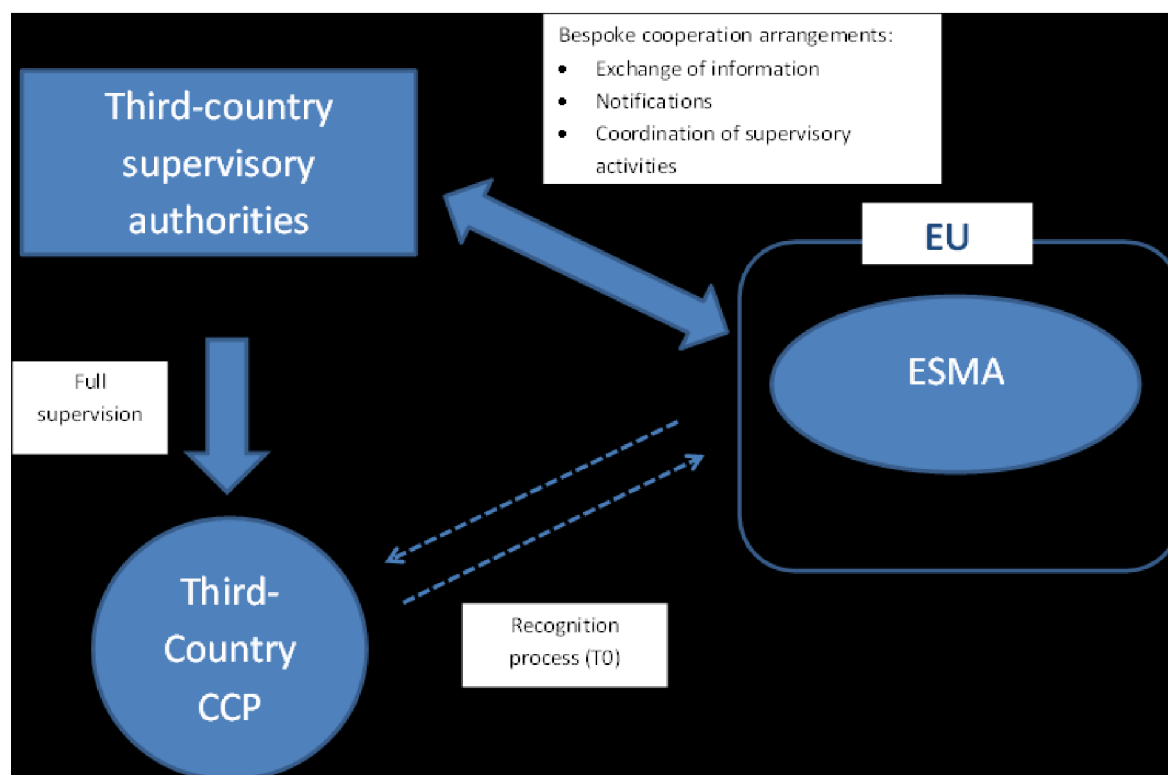 Bespoke cooperation arrangements:
• Exchange of information
• Notifications
• Coordination of supervisory
activities
Third-country
supervisory
authorities
EU
ESMA
Full
supervision
Third-
Country
CCP
Recognition
process (T0)